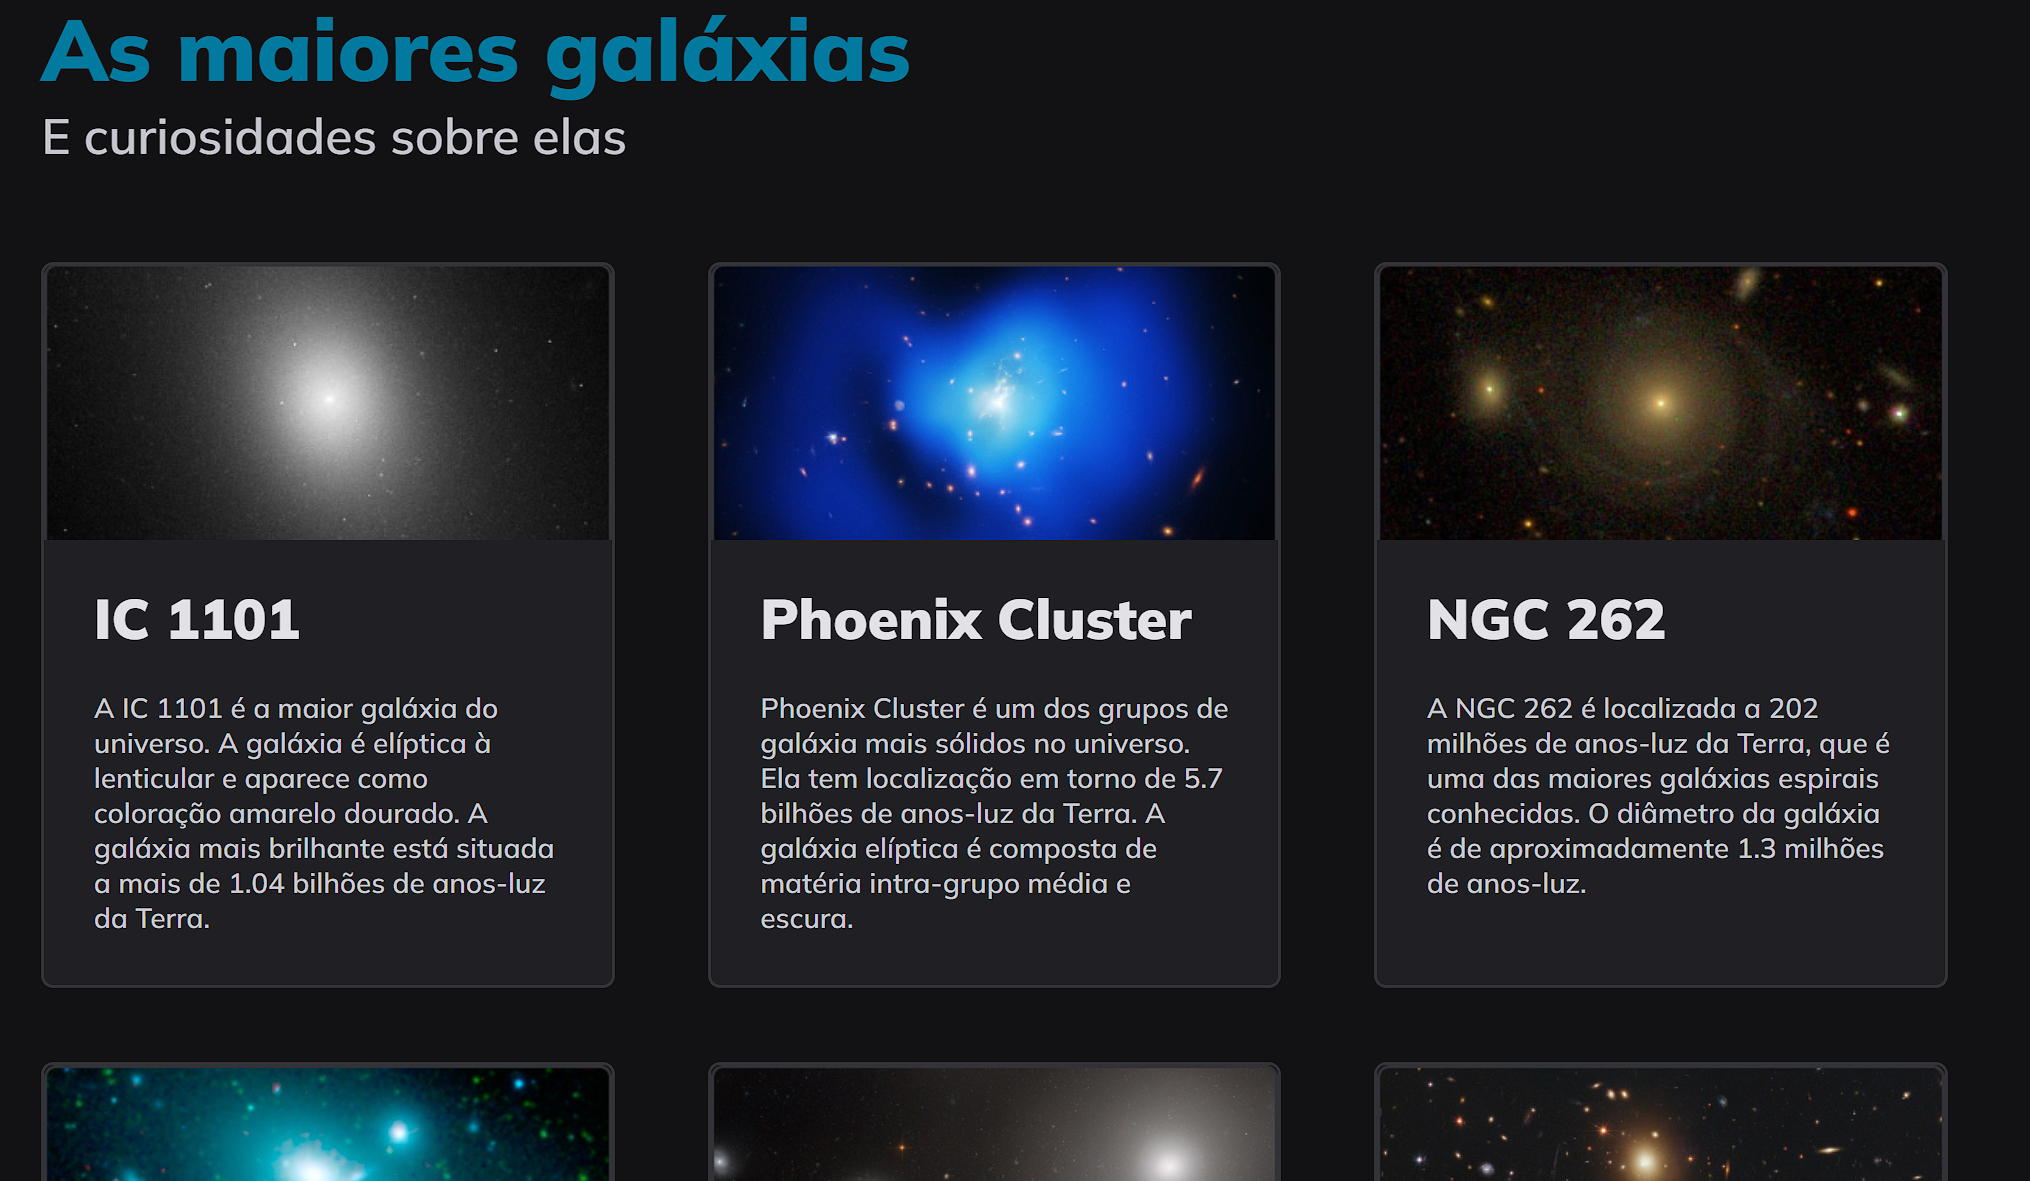 As maiores galáxias
E curiosidades sobre elas
IC 1101
A IC 1101 é a maior galáxia do
universo. A galáxia é elíptica à
lenticular e aparece como
coloração amarelo dourado. A
galáxia mais brilhante está situada
a mais de 1.04 bilhões de anos-luz
da Terra.
Phoenix Cluster
Phoenix Cluster é um dos grupos de
galáxia mais sólidos no universo.
Ela tem localização em torno de 5.7
bilhões de anos-luz da Terra. A
galáxia elíptica é composta de
matéria intra-grupo média e
escura.
NGC 262
A NGC 262 é localizada a 202
milhões de anos-luz da Terra, que é
uma das maiores galáxias espirais
conhecidas. O diâmetro da galáxia
é de aproximadamente 1.3 milhões
de anos-luz.